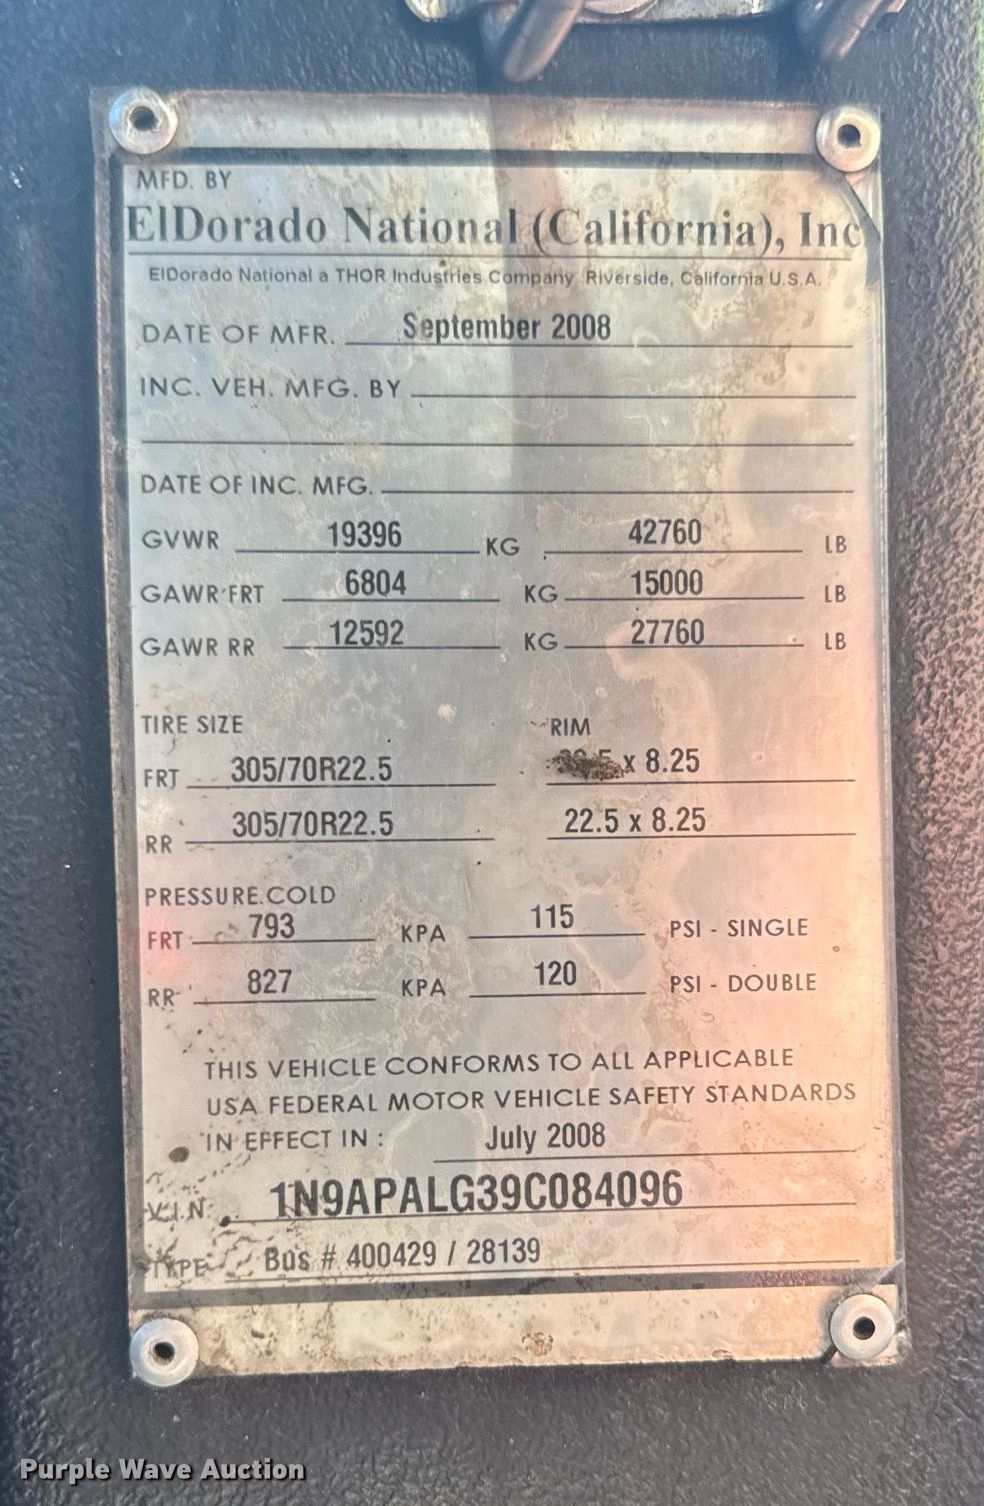 MFD. BY
ElDorado National (California), Inc
ElDorado National a THOR Industries Company Riverside, California U.S.A.
DATE OF MFR. September 2008
INC. VEH. MFG. BY
DATE OF INC. MFG.
GVWR 19396 KG 42760 LB
GAWR FRT 6804 KG 15000 LB
GAWR RR 12592 KG 27760 LB
TIRE SIZE RIM
FRT 305/70R22.5 x 8.25
RR 305/70R22.5 22.5 x 8.25
PRESSURE.COLD
FRT 793 KPA 115 PSI - SINGLE
RR 827 KPA 120 PSI - DOUBLE
THIS VEHICLE CONFORMS TO ALL APPLICABLE
USA FEDERAL MOTOR VEHICLE SAFETY STANDARDS
IN EFFECT IN : July 2008
V.I.N. 1N9APALG39C084096
TYPE Bus # 400429 / 28139
Purple Wave Auction